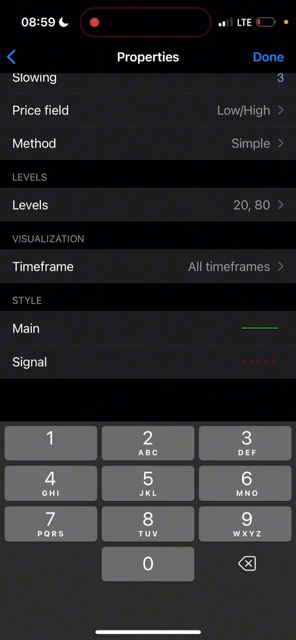 08:59
LTE
Properties
Done
Slowing 3
Price field Low/High
Method Simple
LEVELS
Levels 20, 80
VISUALIZATION
Timeframe All timeframes
STYLE
Main
Signal
1 2 3
ABC DEF
4 5 6
GHI JKL MNO
7 8 9
PQRS TUV WXYZ
0